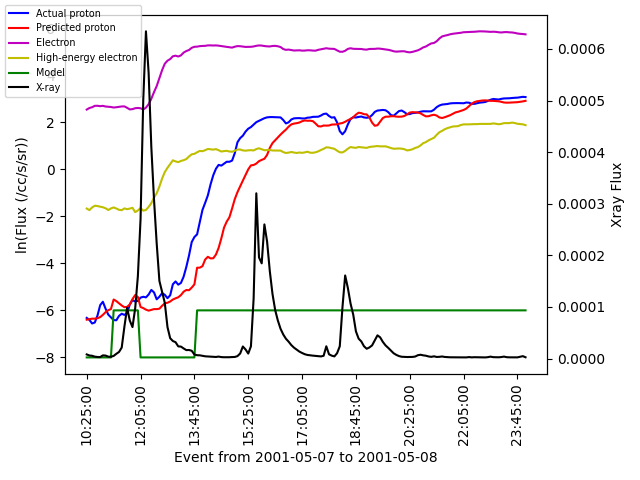 Actual proton
Predicted proton
Electron
High-energy electron
Model
X-ray
2
0
−2
−4
−6
−8
ln(Flux (/cc/s/sr))
0.0006
0.0005
0.0004
0.0003
0.0002
0.0001
0.0000
Xray Flux
10:25:00
12:05:00
13:45:00
15:25:00
17:05:00
18:45:00
20:25:00
22:05:00
23:45:00
Event from 2001-05-07 to 2001-05-08